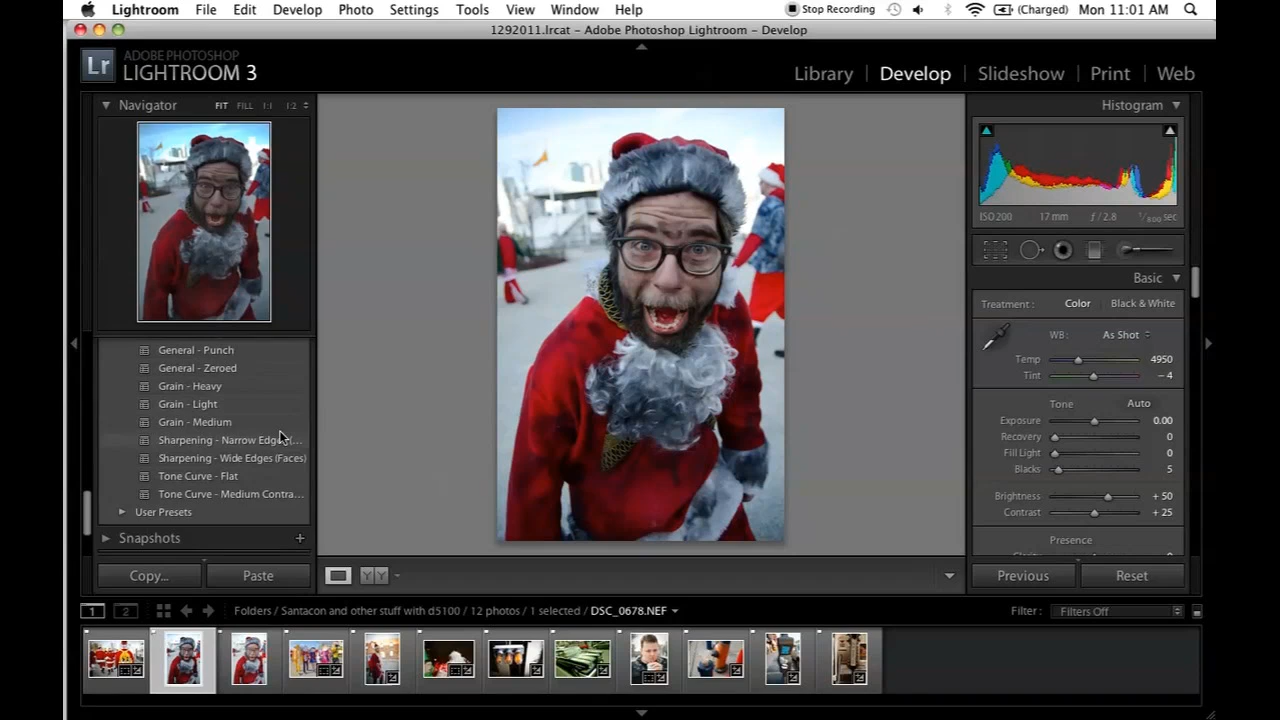 Lightroom File Edit Develop Photo Settings Tools View Window Help Stop Recording (Charged) Mon 11:01 AM
1292011.lrcat – Adobe Photoshop Lightroom – Develop
Lr ADOBE PHOTOSHOP
LIGHTROOM 3
Library | Develop | Slideshow | Print | Web
Navigator FIT FILL 1:1 1:2
General - Punch
General - Zeroed
Grain - Heavy
Grain - Light
Grain - Medium
Sharpening - Narrow Edges (...
Sharpening - Wide Edges (Faces)
Tone Curve - Flat
Tone Curve - Medium Contra...
User Presets
Snapshots +
Copy... Paste
Histogram
ISO 200 17 mm ƒ / 2.8 1/800 sec
Basic
Treatment : Color Black & White
WB : As Shot
Temp 4950
Tint – 4
Tone Auto
Exposure 0.00
Recovery 0
Fill Light 0
Blacks 5
Brightness + 50
Contrast + 25
Presence
Previous Reset
YY
1 2 Folders / Santacon and other stuff with d5100 / 12 photos / 1 selected / DSC_0678.NEF Filter : Filters Off